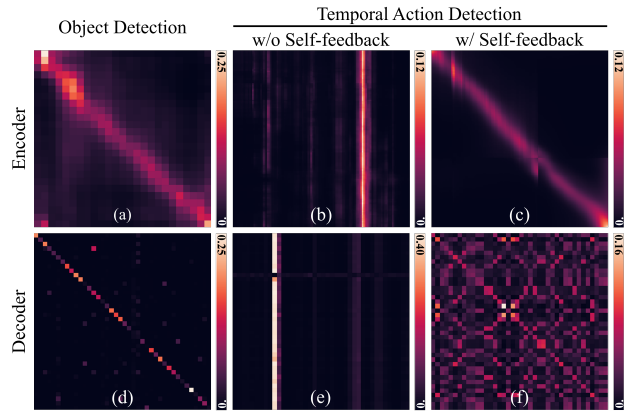 Object Detection
Temporal Action Detection
w/o Self-feedback
w/ Self-feedback
Encoder
(a)
0.25
0.
(b)
0.12
0.
(c)
0.12
0.
Decoder
(d)
0.25
0.
(e)
0.40
0.
(f)
0.16
0.